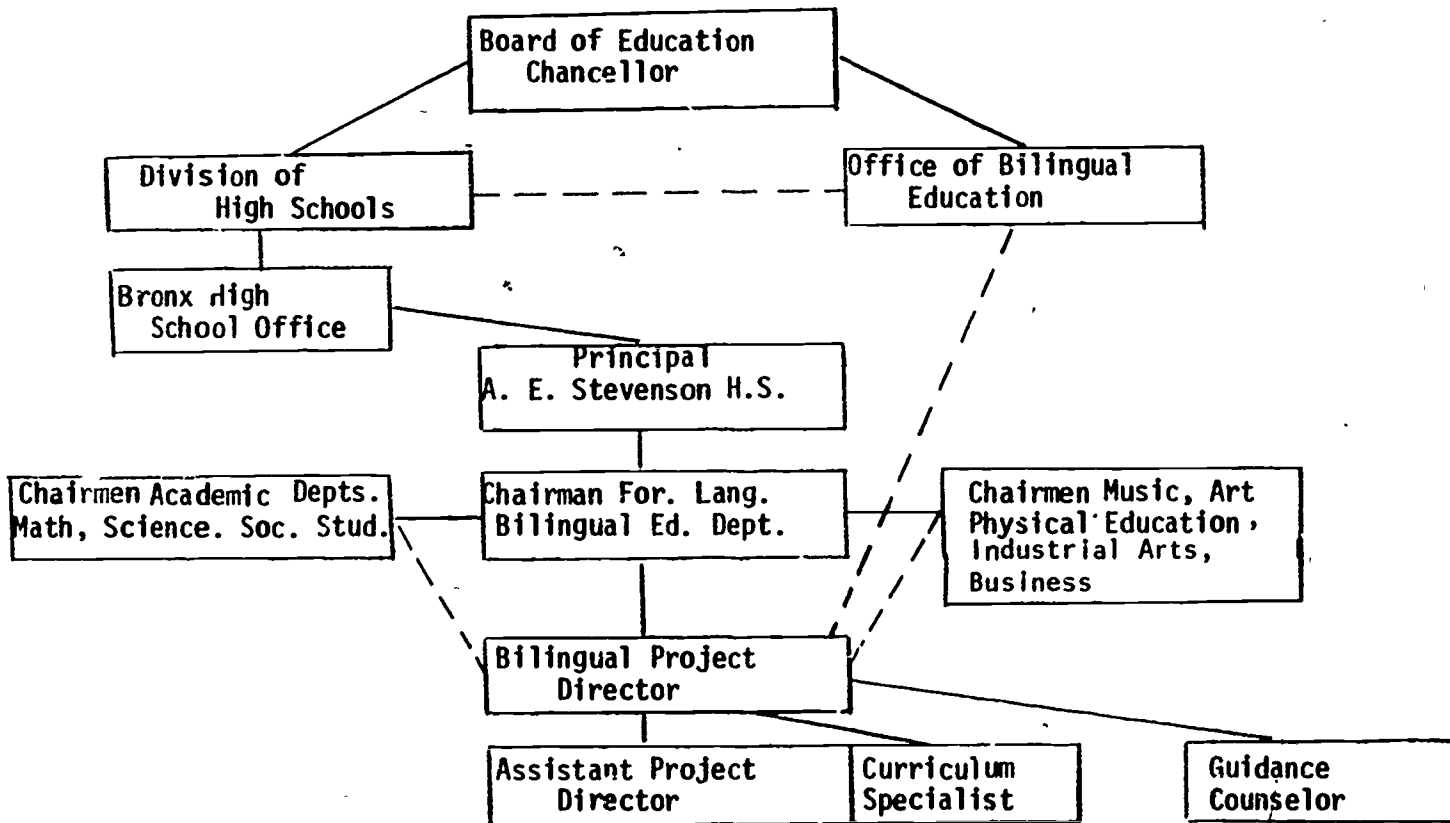 Board of Education
Chancellor
Division of
High Schools
Office of Bilingual
Education
Bronx High
School Office
Principal
A. E. Stevenson H.S.
Chairmen Academic Depts.
Math, Science. Soc. Stud.
Chairman For. Lang.
Bilingual Ed. Dept.
Chairmen Music, Art
Physical Education,
Industrial Arts,
Business
Bilingual Project
Director
Assistant Project
Director
Curriculum
Specialist
Guidance
Counselor